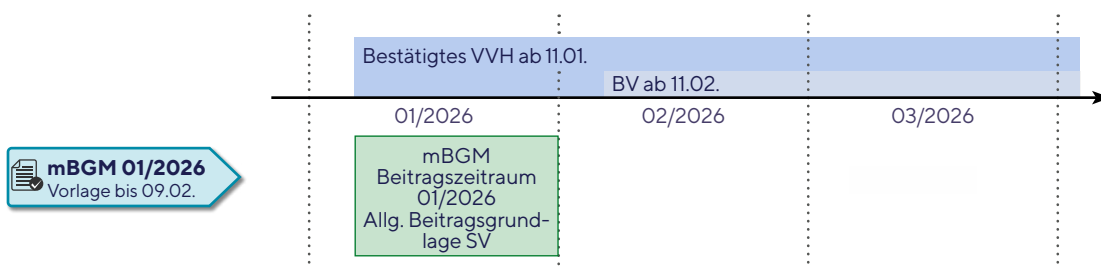 Bestätigtes VVH ab 11.01.
BV ab 11.02.
01/2026
02/2026
03/2026
mBGM 01/2026
Vorlage bis 09.02.
mBGM
Beitragszeitraum
01/2026
Allg. Beitragsgrund-
lage SV